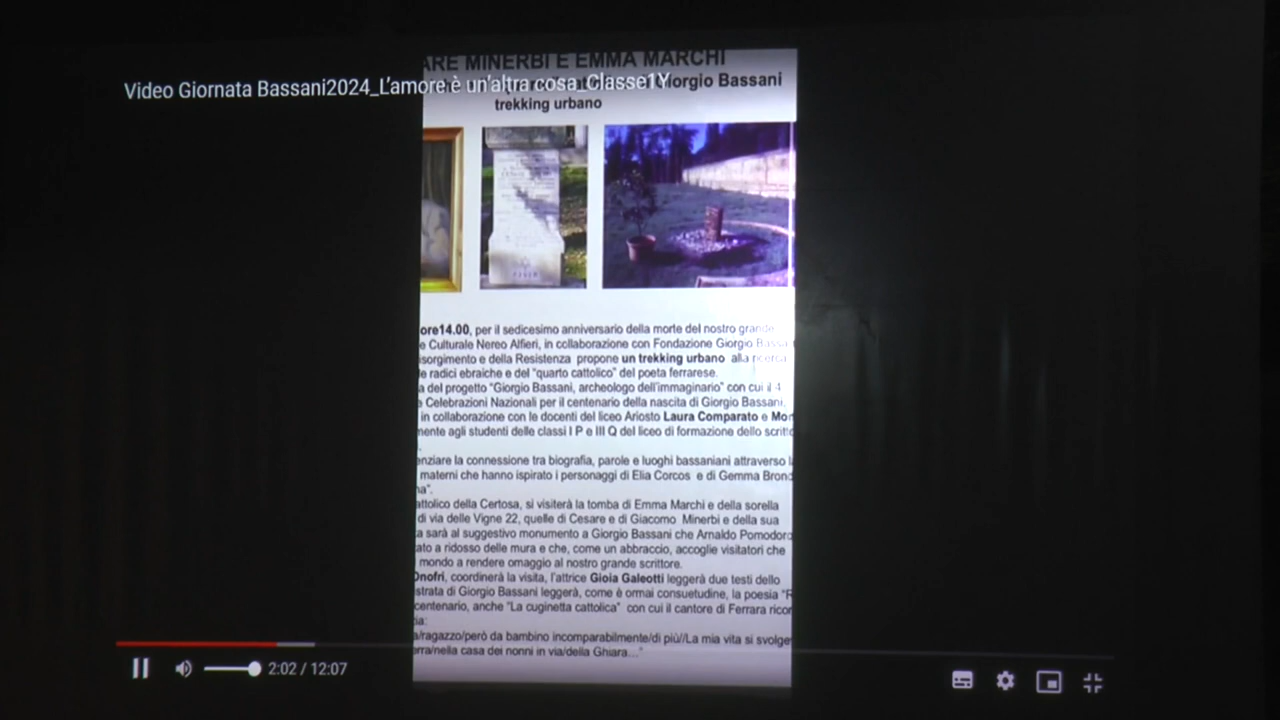 ARE MINERBI E EMMA MARCHI
Video Giornata Bassani2024_L'amore è un'altra cosa_Classe1Y
Giorgio Bassani
trekking urbano
ore14.00, per il sedicesimo anniversario della morte del nostro grande
e Culturale Nereo Alfieri, in collaborazione con Fondazione Giorgio Bassa
isorgimento e della Resistenza propone un trekking urbano alla ricerca
e radici ebraiche e del "quarto cattolico" del poeta ferrarese.
a del progetto "Giorgio Bassani, archeologo dell'immaginario" con cui il 4
e Celebrazioni Nazionali per il centenario della nascita di Giorgio Bassani,
in collaborazione con le docenti del liceo Ariosto Laura Comparato e Mon
mente agli studenti delle classi I P e III Q del liceo di formazione dello scritto
enziare la connessione tra biografia, parole e luoghi bassaniani attraverso l
materni che hanno ispirato i personaggi di Elia Corcos e di Gemma Brond
na".
attolico della Certosa, si visiterà la tomba di Emma Marchi e della sorella
di via delle Vigne 22, quelle di Cesare e di Giacomo Minerbi e della sua
a sarà al suggestivo monumento a Giorgio Bassani che Arnaldo Pomodoro
ato a ridosso delle mura e che, come un abbraccio, accoglie visitatori che
mondo a rendere omaggio al nostro grande scrittore.
Onofri, coordinerà la visita, l'attrice Gioia Galeotti leggerà due testi dello
strata di Giorgio Bassani leggerà, come è ormai consuetudine, la poesia "R
centenario, anche "La cuginetta cattolica" con cui il cantore di Ferrara ricor
ia:
a/ragazzo/però da bambino incomparabilmente/di più//La mia vita si svolge
erra/nella casa dei nonni in via/della Ghiara..."
2:02 / 12:07